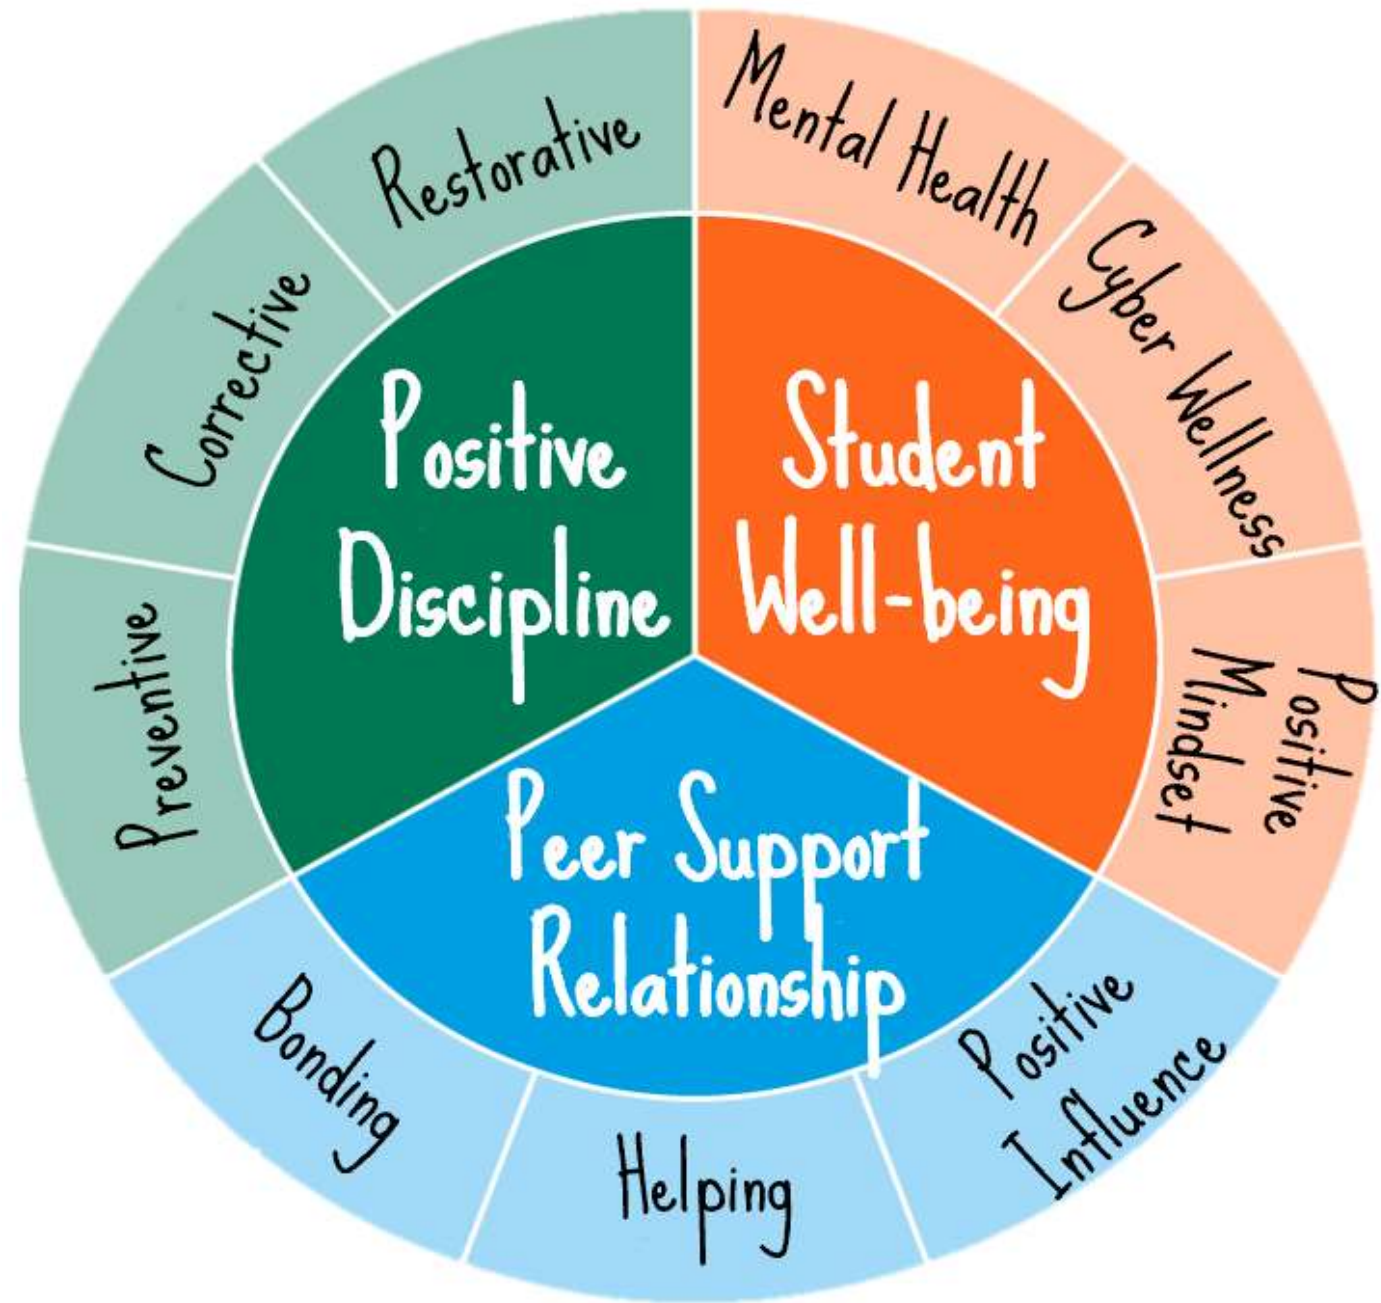 Restorative
Mental Health
Corrective
Cyber Wellness
Positive
Discipline
Student
Well-being
Preventive
Positive
Mindset
Peer Support
Relationship
Bonding
Helping
Positive
Influence